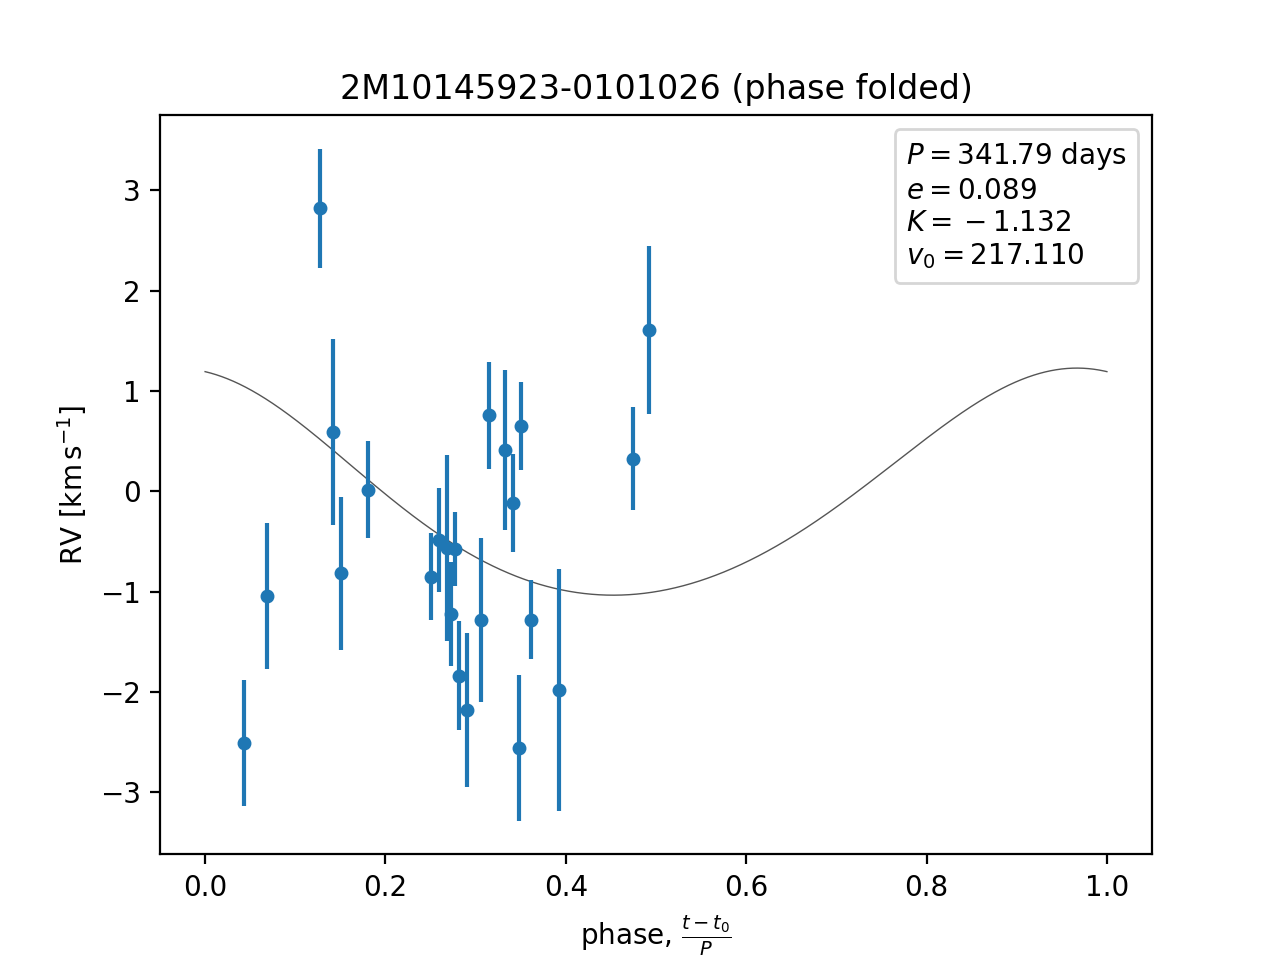 2M10145923-0101026 (phase folded)
P = 341.79 days
e = 0.089
K = −1.132
v₀ = 217.110
RV [km s⁻¹]
3
2
1
0
−1
−2
−3
0.0 0.2 0.4 0.6 0.8 1.0
phase, (t − t₀)/P